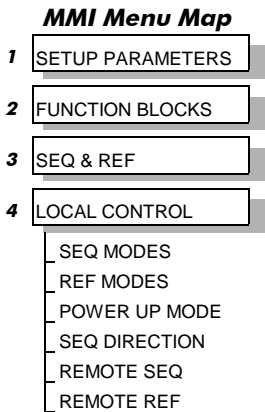 MMI Menu Map
1 SETUP PARAMETERS
2 FUNCTION BLOCKS
3 SEQ & REF
4 LOCAL CONTROL
SEQ MODES
REF MODES
POWER UP MODE
SEQ DIRECTION
REMOTE SEQ
REMOTE REF